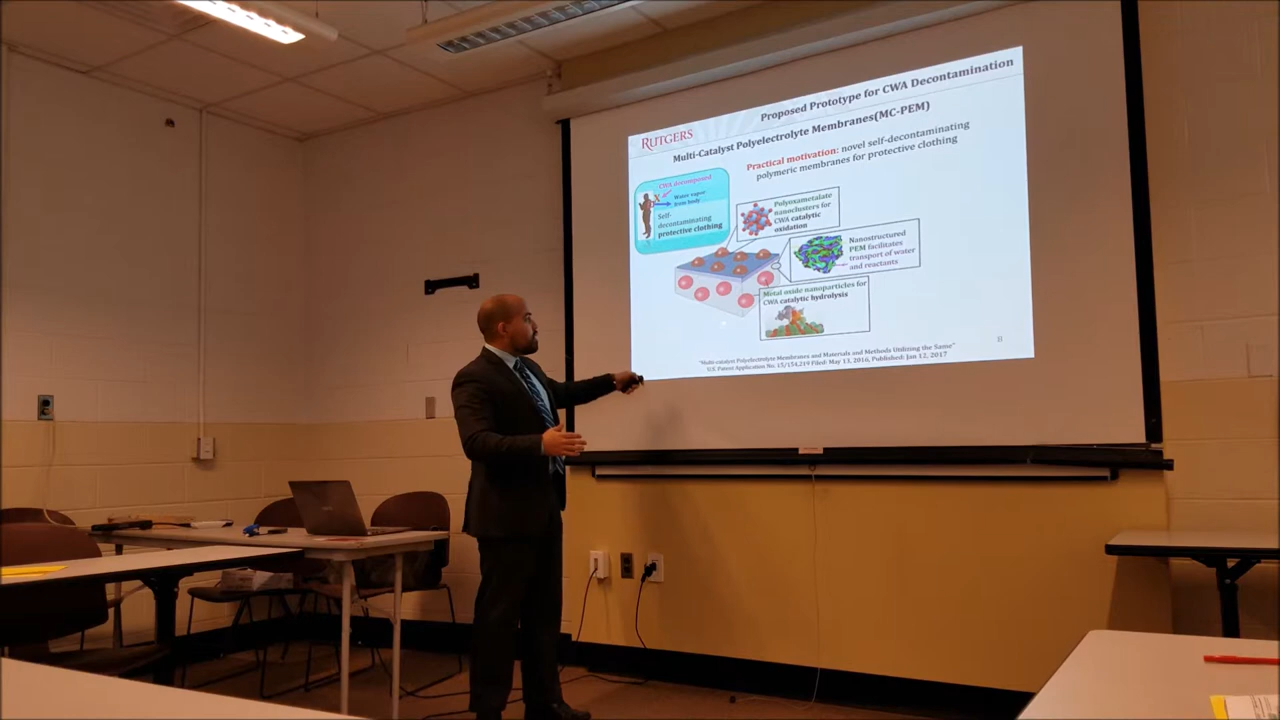 Proposed Prototype for CWA Decontamination
RUTGERS
Multi-Catalyst Polyelectrolyte Membranes(MC-PEM)
Practical motivation: novel self-decontaminating
polymeric membranes for protective clothing
CWA decomposed
Water vapor
from body
Self-
decontaminating
protective clothing
Polyoxametalate
nanoclusters for
CWA catalytic
oxidation
Nanostructured
PEM facilitates
transport of water
and reactants
Metal oxide nanoparticles for
CWA catalytic hydrolysis
"Multi-catalyst Polyelectrolyte Membranes and Materials and Methods Utilizing the Same"
U.S. Patent Application No. 15/154,219 Filed: May 13, 2016, Published: Jan 12, 2017
11